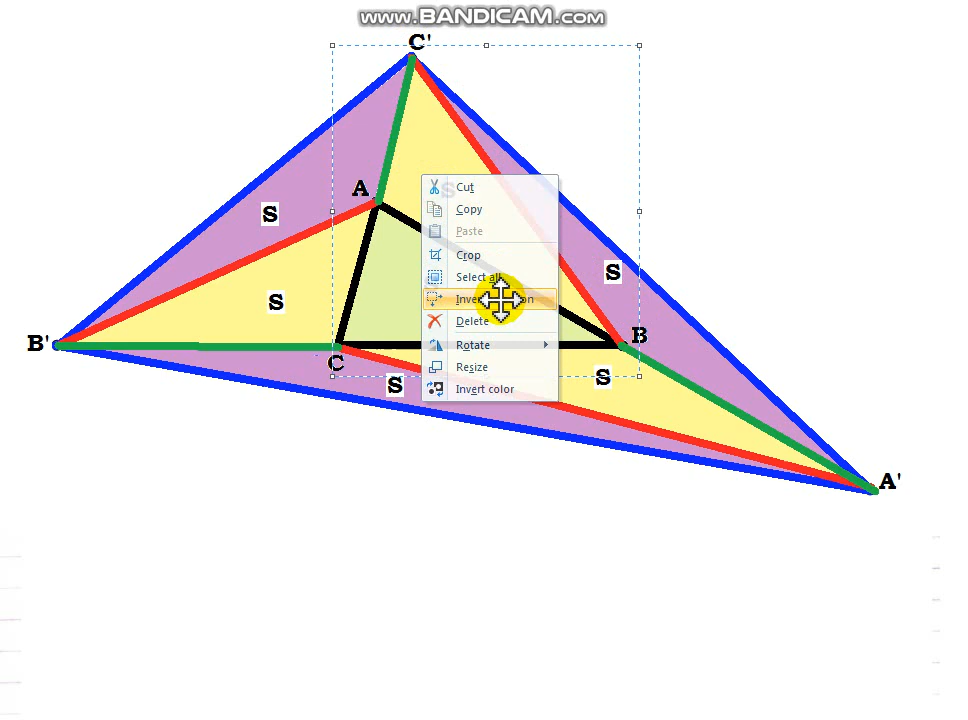 www.BANDICAM.com
C'
A
S
Cut
Copy
Paste
Crop
Select all
Delete
Rotate
Resize
Invert color
S
S
B'
C
B
S
S
A'